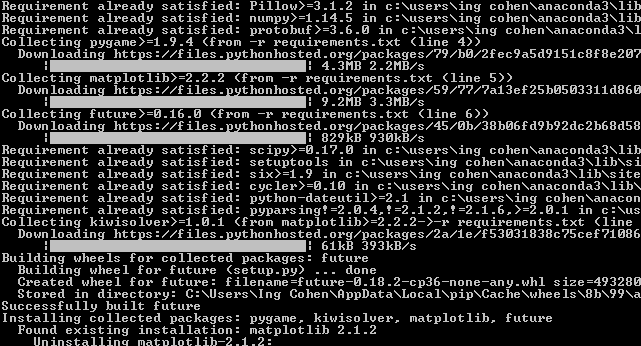 Requirement already satisfied: Pillow>=3.1.2 in c:\users\ing cohen\anaconda3\lib
Requirement already satisfied: numpy>=1.14.5 in c:\users\ing cohen\anaconda3\lib
Requirement already satisfied: protobuf>=3.6.0 in c:\users\ing cohen\anaconda3\l
Collecting pygame>=1.9.4 (from -r requirements.txt (line 4))
Downloading https://files.pythonhosted.org/packages/79/b0/2fec9a5d9151c8f8e207
4.3MB 2.2MB/s
Collecting matplotlib>=2.2.2 (from -r requirements.txt (line 5))
Downloading https://files.pythonhosted.org/packages/59/77/7a13ef25b0503311d860
9.2MB 3.3MB/s
Collecting future>=0.16.0 (from -r requirements.txt (line 6))
Downloading https://files.pythonhosted.org/packages/45/0b/38b06fd9b92dc2b68d58
829kB 930kB/s
Requirement already satisfied: scipy>=0.17.0 in c:\users\ing cohen\anaconda3\lib
Requirement already satisfied: setuptools in c:\users\ing cohen\anaconda3\lib\si
Requirement already satisfied: six>=1.9 in c:\users\ing cohen\anaconda3\lib\site
Requirement already satisfied: cycler>=0.10 in c:\users\ing cohen\anaconda3\lib\
Requirement already satisfied: python-dateutil>=2.1 in c:\users\ing cohen\anacon
Requirement already satisfied: pyparsing!=2.0.4,!=2.1.2,!=2.1.6,>=2.0.1 in c:\us
Collecting kiwisolver>=1.0.1 (from matplotlib>=2.2.2->-r requirements.txt (line
Downloading https://files.pythonhosted.org/packages/2a/1e/f53031838c75cef71086
61kB 393kB/s
Building wheels for collected packages: future
Building wheel for future (setup.py) ... done
Created wheel for future: filename=future-0.18.2-cp36-none-any.whl size=493280
Stored in directory: C:\Users\Ing Cohen\AppData\Local\pip\Cache\wheels\8b\99\a
Successfully built future
Installing collected packages: pygame, kiwisolver, matplotlib, future
Found existing installation: matplotlib 2.1.2
Uninstalling matplotlib-2.1.2: